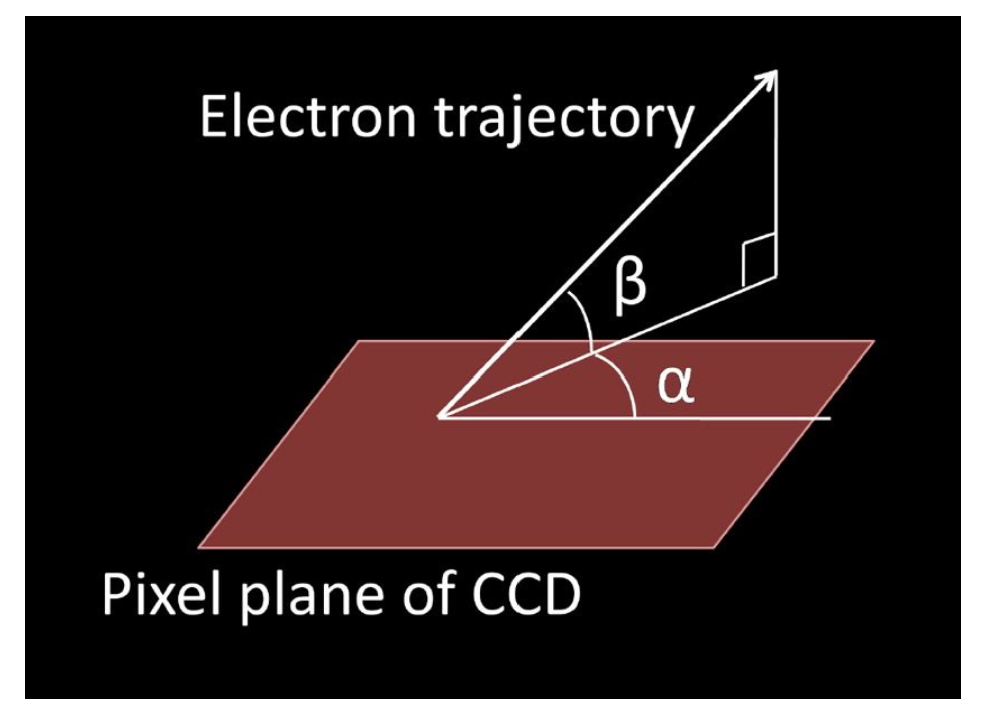 Electron trajectory
β
α
Pixel plane of CCD